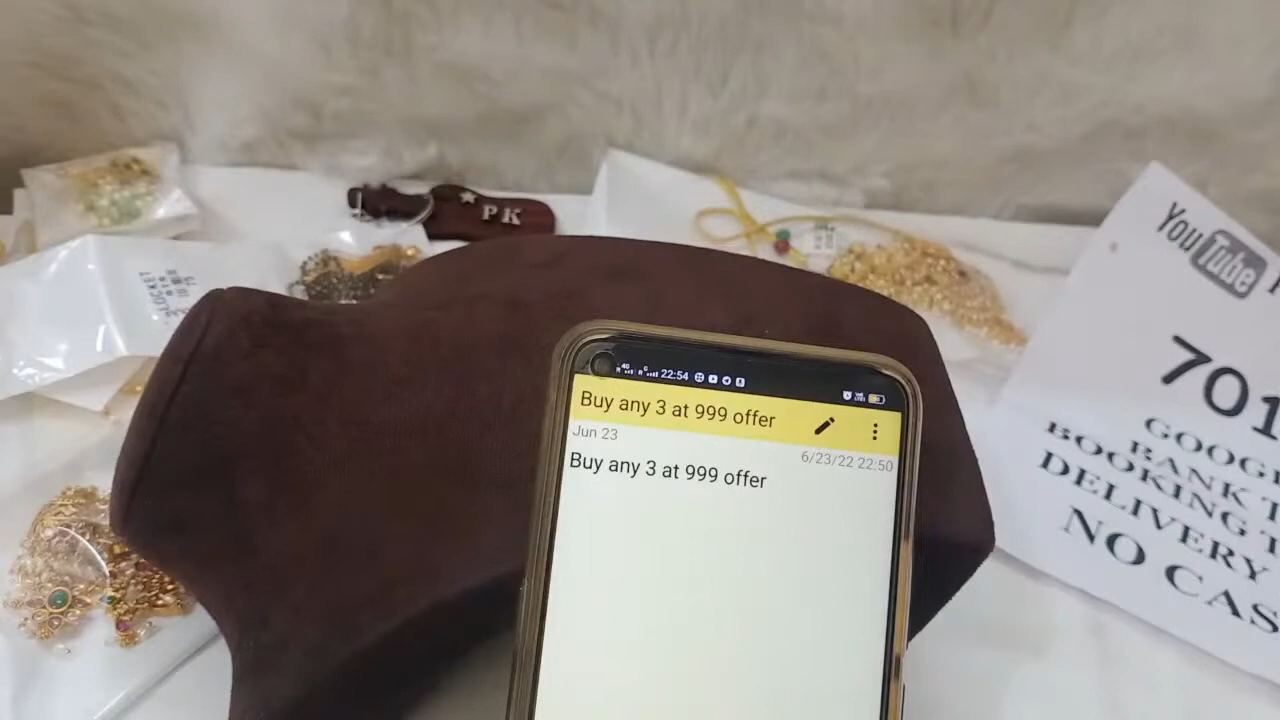 PK
22:54
Buy any 3 at 999 offer
Jun 23
6/23/22 22:50
Buy any 3 at 999 offer
YouTube
701
BANK T
BOOKING T
DELIVERY
NO CAS